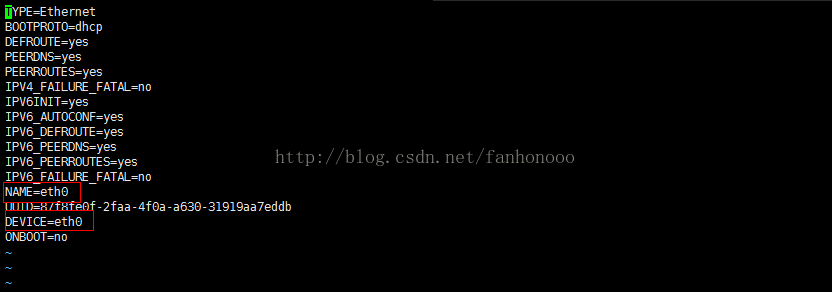 TYPE=Ethernet
BOOTPROTO=dhcp
DEFROUTE=yes
PEERDNS=yes
PEERROUTES=yes
IPV4_FAILURE_FATAL=no
IPV6INIT=yes
IPV6_AUTOCONF=yes
IPV6_DEFROUTE=yes
IPV6_PEERDNS=yes
http://blog.csdn.net/fanhonooo
IPV6_PEERROUTES=yes
IPV6_FAILURE_FATAL=no
NAME=eth0
UUID=87f8fe0f-2faa-4f0a-a630-31919aa7eddb
DEVICE=eth0
ONBOOT=no
~
~
~